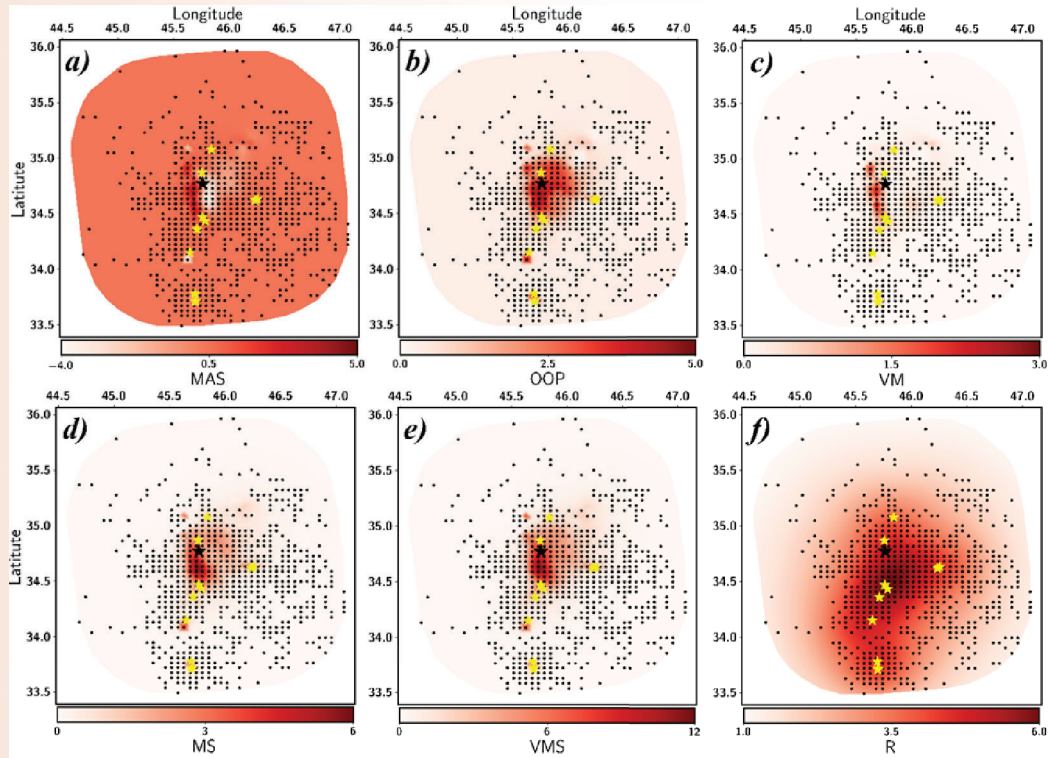 Longitude Longitude Longitude
44.5 45.0 45.5 46.0 46.5 47.0 44.5 45.0 45.5 46.0 46.5 47.0 44.5 45.0 45.5 46.0 46.5 47.0
36.0 a) b) c)
35.5
35.0
Latitute
34.5
34.0
33.5
−4.0 0.5 5.0 0.0 2.5 5.0 0.0 1.5 3.0
MAS OOP VM
44.5 45.0 45.5 46.0 46.5 47.0 44.5 45.0 45.5 46.0 46.5 47.0 44.5 45.0 45.5 46.0 46.5 47.0
36.0 d) e) f)
35.5
35.0
Latitute
34.5
34.0
33.5
0 3 6 0 6 12 1.0 3.5 6.0
MS VMS R